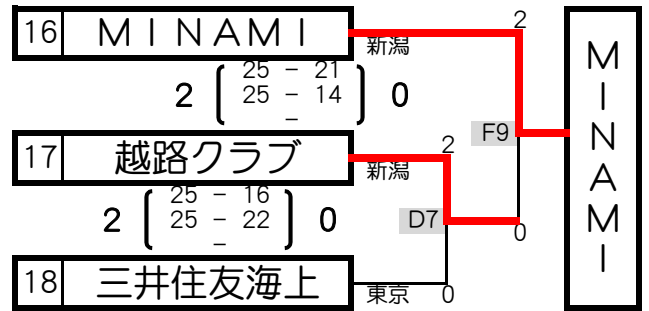 16 MINAMI 新潟 2
25 - 21
2 25 - 14 0
-
F9
17 越路クラブ 新潟 2
25 - 16
2 25 - 22 0
-
D7
0
18 三井住友海上 東京 0
MINAMI